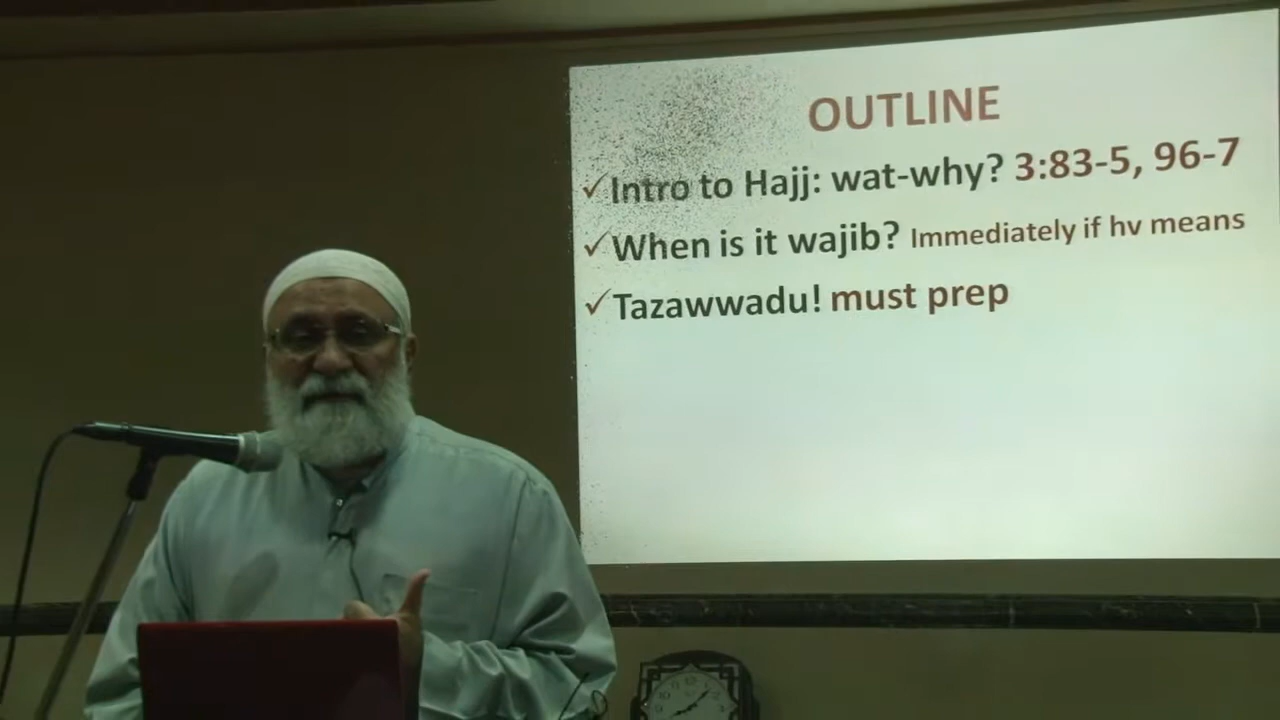 OUTLINE
✓Intro to Hajj: wat-why? 3:83-5, 96-7
✓When is it wajib? Immediately if hv means
✓Tazawwadu! must prep